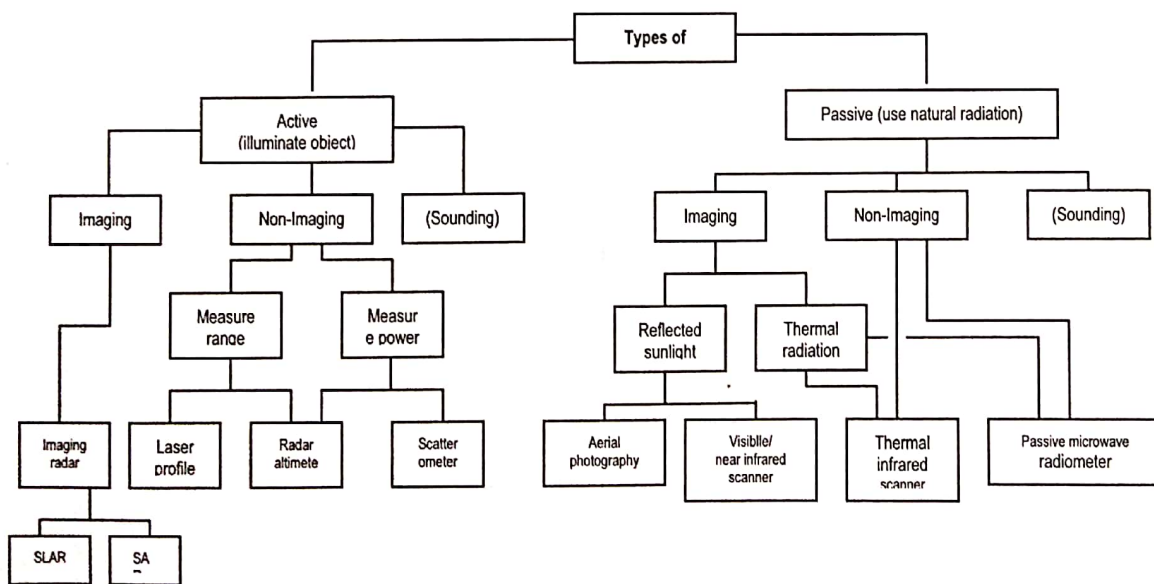 Types of
Active
(illuminate object)
Passive (use natural radiation)
Imaging
Non-Imaging
(Sounding)
Imaging
Non-Imaging
(Sounding)
Measure
range
Measur
e power
Reflected
sunlight
Thermal
radiation
Imaging
radar
Laser
profile
Radar
altimete
Scatter
ometer
Aerial
photography
Visiblle/
near infrared
scanner
Thermal
infrared
scanner
Passive microwave
radiometer
SLAR
SA